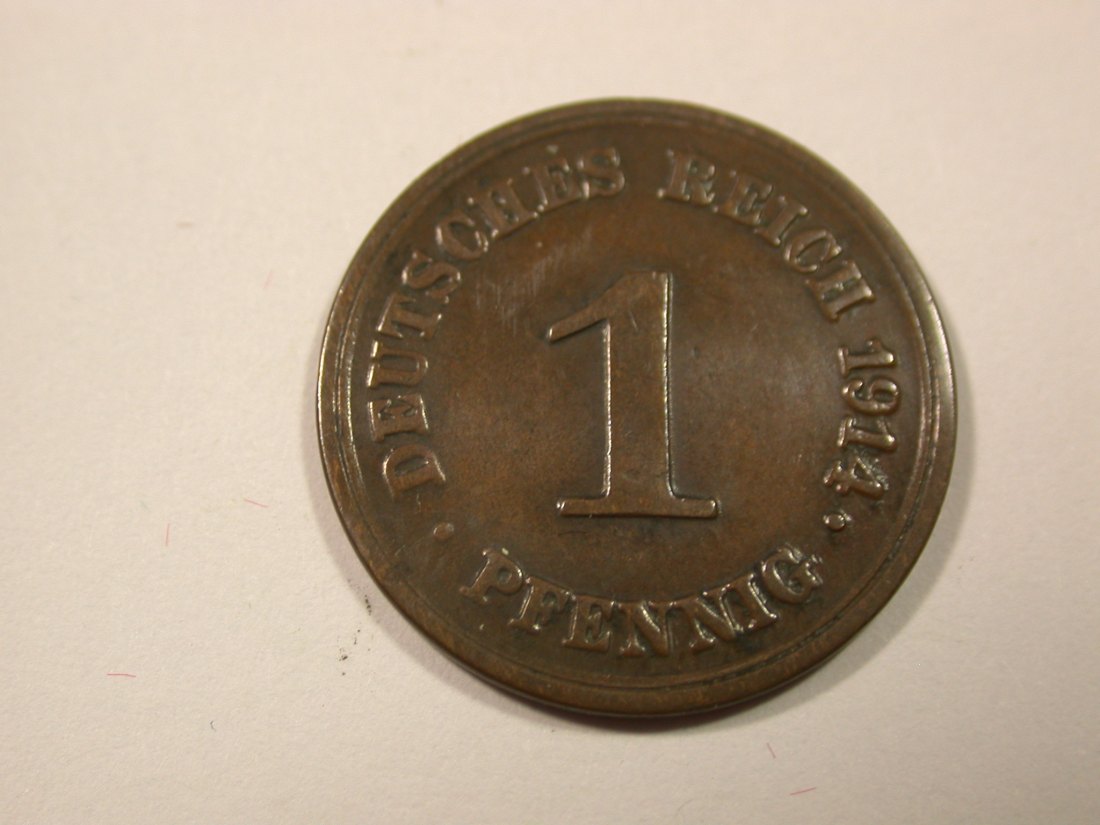 DEUTSCHES REICH 1914
1
PFENNIG